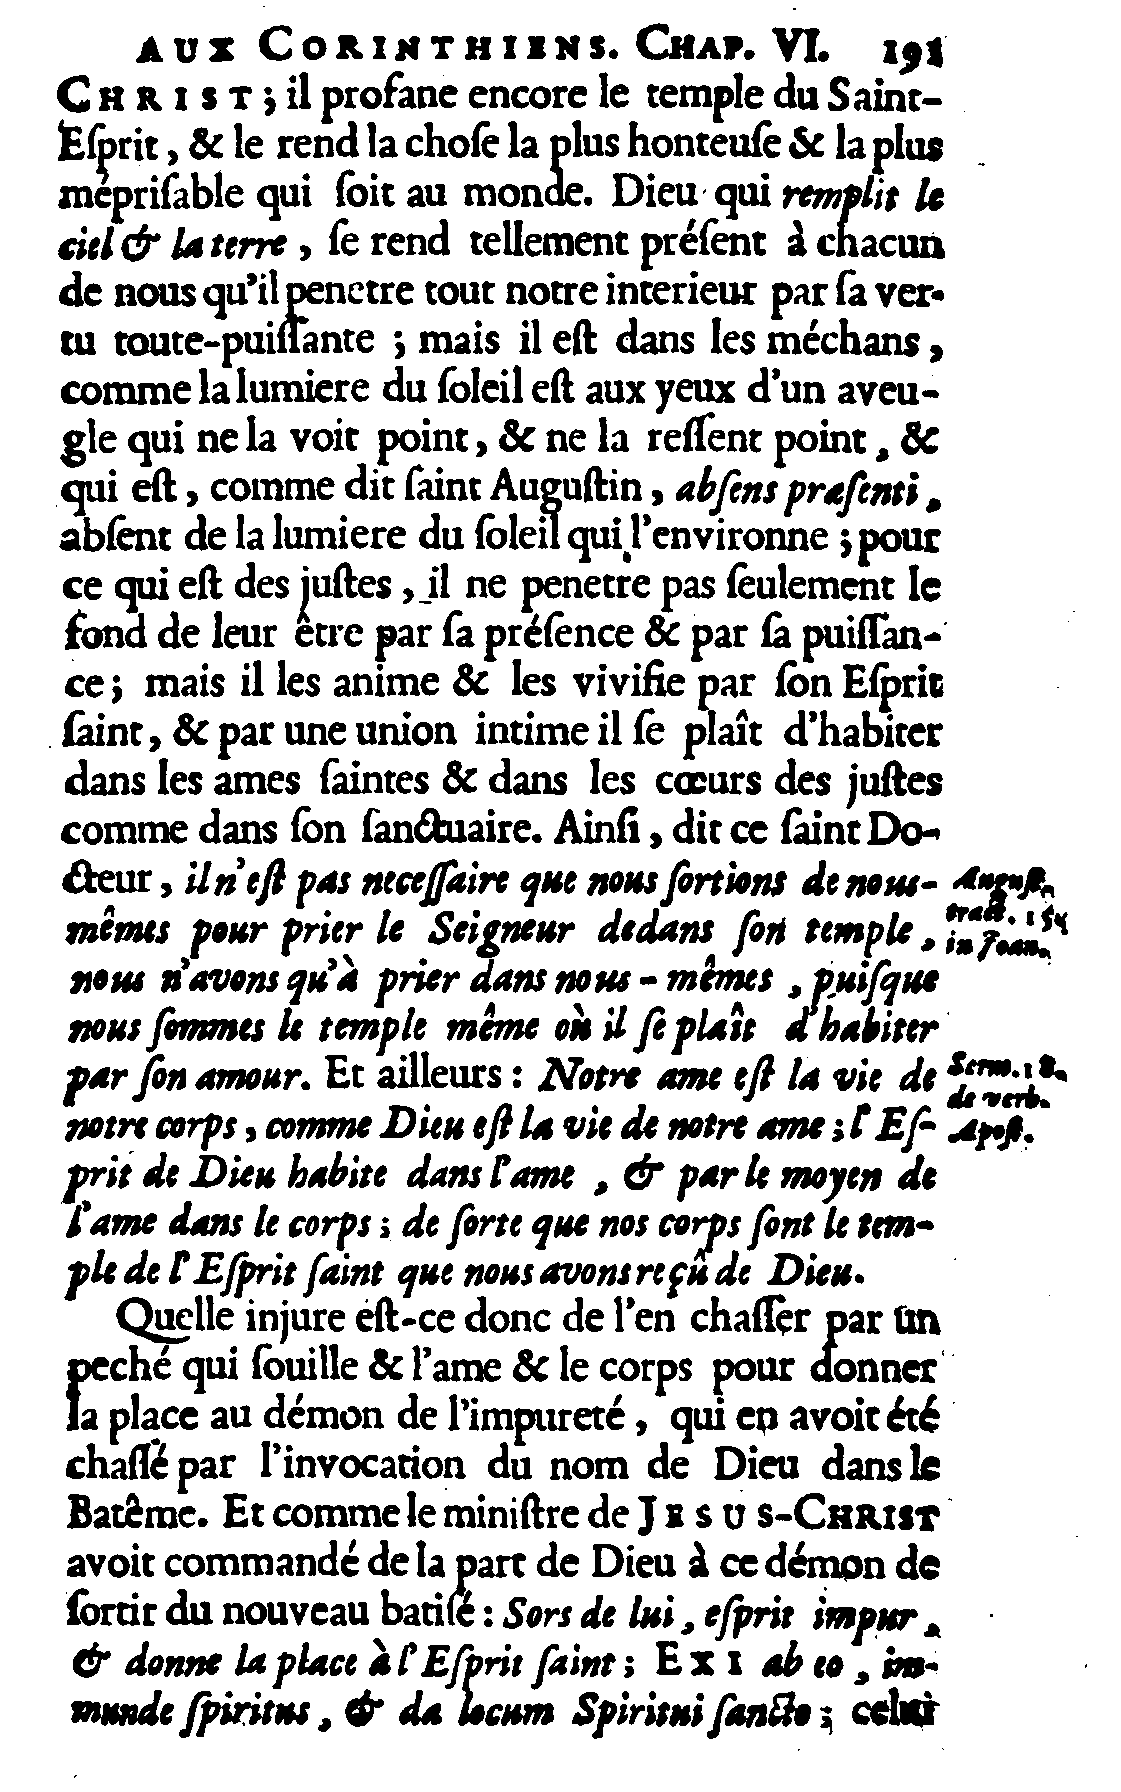 AUX CORINTHIENS. CHAP. VI. 191
CHRIST; il profane encore le temple du Saint-
Eſprit, & le rend la choſe la plus honteuſe & la plus
mépriſable qui ſoit au monde. Dieu qui remplit le
ciel & la terre, ſe rend tellement préſent à chacun
de nous qu'il penetre tout notre interieur par ſa ver-
tu toute-puiſſante ; mais il eſt dans les méchans,
comme la lumiere du ſoleil eſt aux yeux d'un aveu-
gle qui ne la voit point, & ne la reſſent point, &
qui eſt, comme dit ſaint Auguſtin, abſens præſenti,
abſent de la lumiere du ſoleil qui l'environne ; pour
ce qui eſt des juſtes, il ne penetre pas ſeulement le
fond de leur être par ſa préſence & par ſa puiſſan-
ce; mais il les anime & les vivifie par ſon Eſprit
ſaint, & par une union intime il ſe plaît d'habiter
dans les ames ſaintes & dans les cœurs des juſtes
comme dans ſon ſanctuaire. Ainſi, dit ce ſaint Do-
cteur, il n'eſt pas neceſſaire que nous ſortions de nous-
mêmes pour prier le Seigneur dedans ſon temple,
nous n'avons qu'à prier dans nous-mêmes, puiſque
nous ſommes le temple même où il ſe plaît d'habiter
par ſon amour. Et ailleurs : Notre ame eſt la vie de
notre corps, comme Dieu eſt la vie de notre ame ; l'Eſ-
prit de Dieu habite dans l'ame, & par le moyen de
l'ame dans le corps ; de ſorte que nos corps ſont le tem-
ple de l'Eſprit ſaint que nous avons reçû de Dieu.
Quelle injure eſt-ce donc de l'en chaſſer par un
peché qui ſouille & l'ame & le corps pour donner
la place au démon de l'impureté, qui en avoit été
chaſſé par l'invocation du nom de Dieu dans le
Batême. Et comme le miniſtre de JESUS-CHRIST
avoit commandé de la part de Dieu à ce démon de
ſortir du nouveau batiſé : Sors de lui, eſprit impur,
& donne la place à l'Eſprit ſaint ; EXI ab eo, im-
munde ſpiritus, & da locum Spiritui ſancto ; celui
Auguſt.
tract. 15.
in Joan.
Serm. 18.
de verb.
Apoſt.